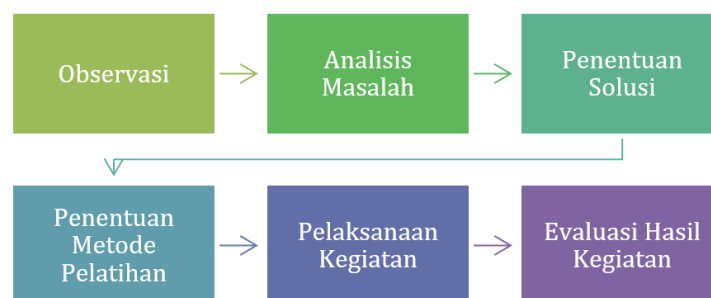 Observasi
Analisis
Masalah
Penentuan
Solusi
Penentuan
Metode
Pelatihan
Pelaksanaan
Kegiatan
Evaluasi Hasil
Kegiatan